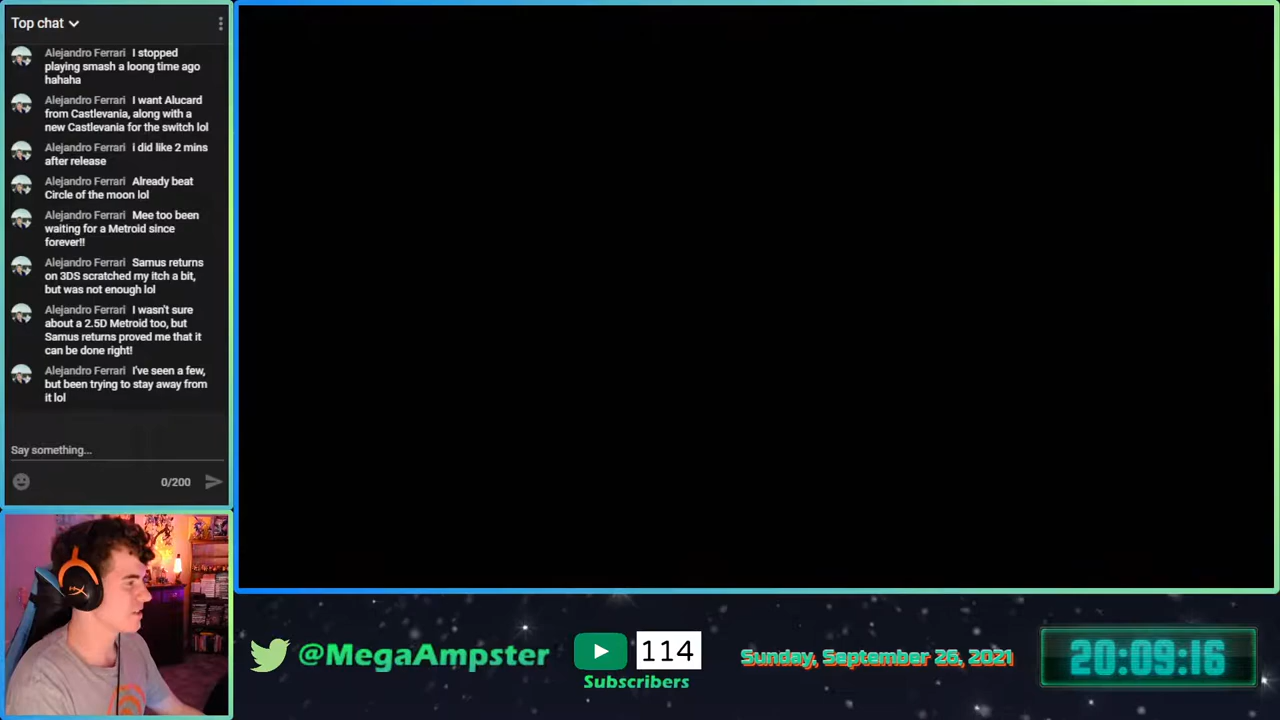 Top chat
Alejandro Ferrari I stopped
playing smash a loong time ago
hahaha
Alejandro Ferrari I want Alucard
from Castlevania, along with a
new Castlevania for the switch lol
Alejandro Ferrari i did like 2 mins
after release
Alejandro Ferrari Already beat
Circle of the moon lol
Alejandro Ferrari Mee too been
waiting for a Metroid since
forever!!
Alejandro Ferrari Samus returns
on 3DS scratched my itch a bit,
but was not enough lol
Alejandro Ferrari I wasn't sure
about a 2.5D Metroid too, but
Samus returns proved me that it
can be done right!
Alejandro Ferrari I've seen a few,
but been trying to stay away from
it lol
Say something...
0/200
@MegaAmpster
114
Subscribers
Sunday, September 26, 2021
20:09:16